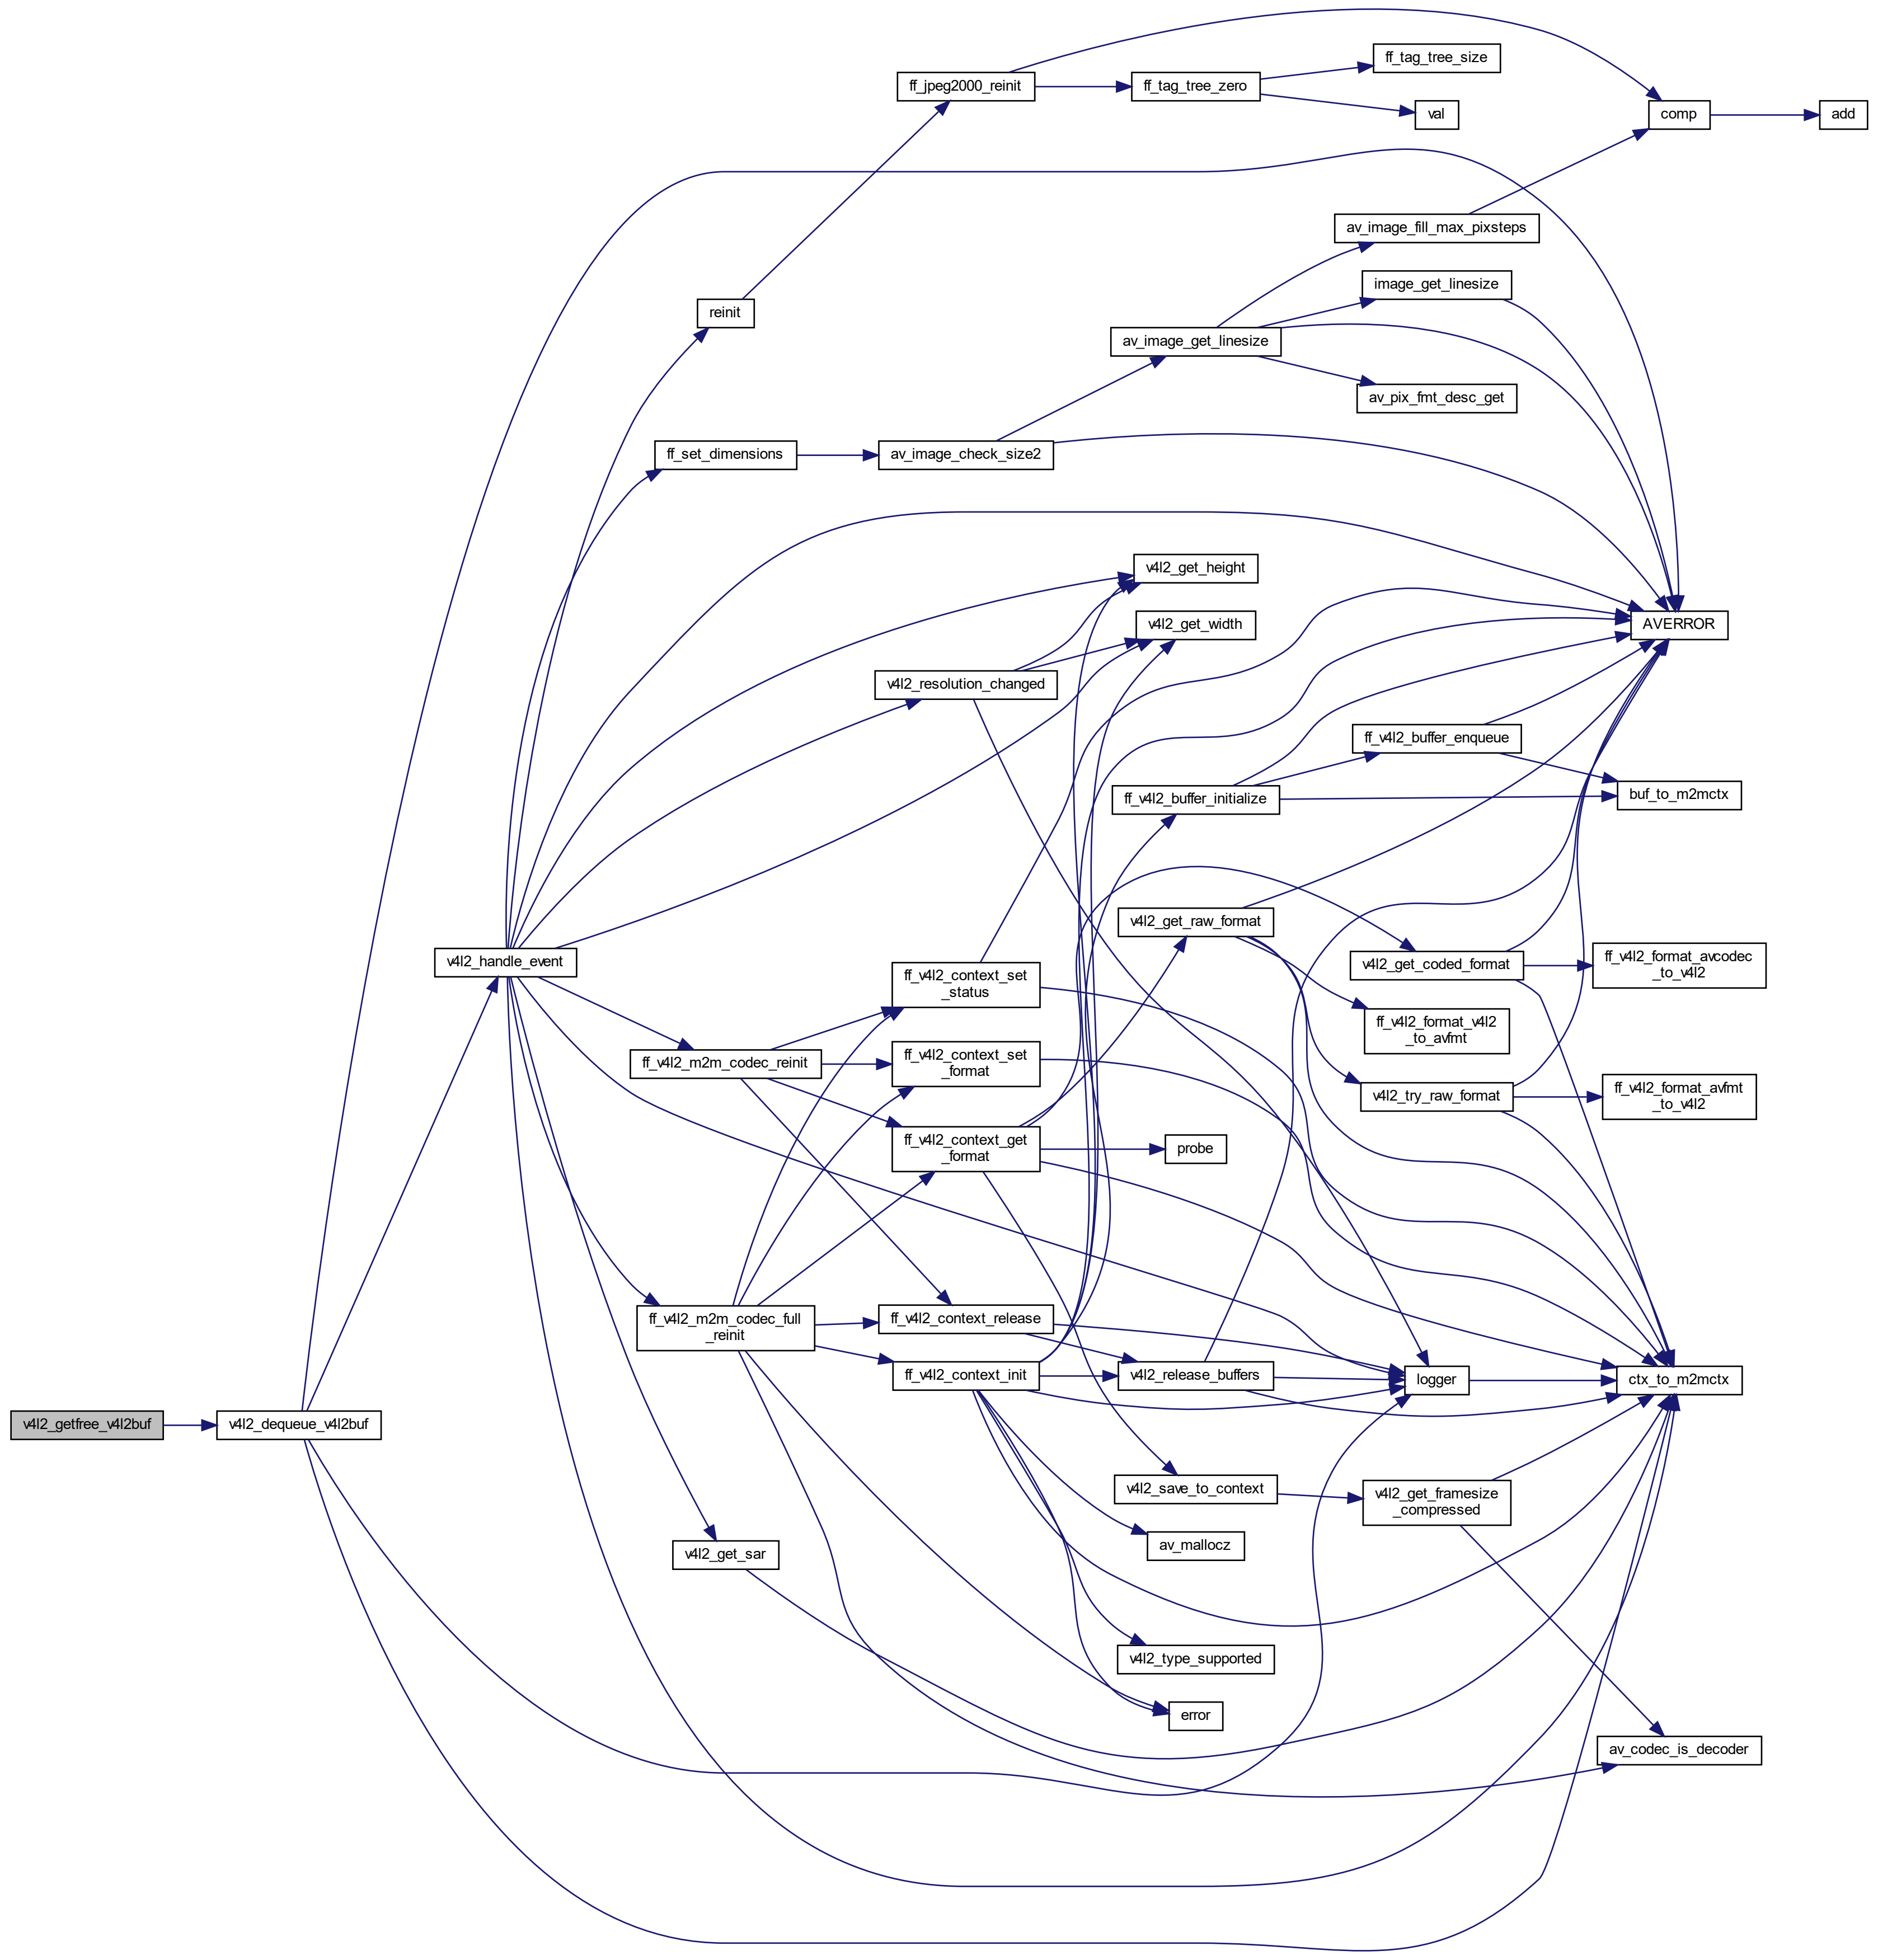 ff_jpeg2000_reinit
ff_tag_tree_zero
ff_tag_tree_size
val
comp
add
reinit
av_image_fill_max_pixsteps
image_get_linesize
av_image_get_linesize
av_pix_fmt_desc_get
ff_set_dimensions
av_image_check_size2
v4l2_get_height
v4l2_get_width
AVERROR
v4l2_resolution_changed
ff_v4l2_buffer_enqueue
ff_v4l2_buffer_initialize
buf_to_m2mctx
v4l2_get_raw_format
v4l2_handle_event
v4l2_get_coded_format
ff_v4l2_format_avcodec
_to_v4l2
ff_v4l2_context_set
_status
ff_v4l2_format_v4l2
_to_avfmt
ff_v4l2_m2m_codec_reinit
ff_v4l2_context_set
_format
v4l2_try_raw_format
ff_v4l2_format_avfmt
_to_v4l2
ff_v4l2_context_get
_format
probe
ff_v4l2_m2m_codec_full
_reinit
ff_v4l2_context_release
ff_v4l2_context_init
v4l2_release_buffers
logger
ctx_to_m2mctx
v4l2_getfree_v4l2buf
v4l2_dequeue_v4l2buf
v4l2_save_to_context
v4l2_get_framesize
_compressed
v4l2_get_sar
av_mallocz
v4l2_type_supported
error
av_codec_is_decoder